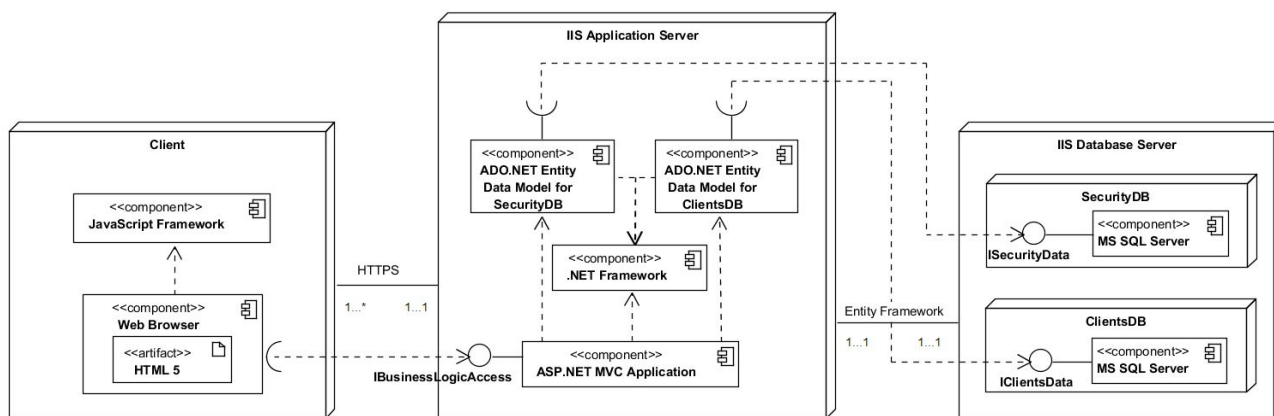 Client
<<component>>
JavaScript Framework
<<component>>
Web Browser
<<artifact>>
HTML 5
HTTPS
1...*
1...1
IIS Application Server
<<component>>
ADO.NET Entity
Data Model for
SecurityDB
<<component>>
ADO.NET Entity
Data Model for
ClientsDB
<<component>>
.NET Framework
IBusinessLogicAccess
<<component>>
ASP.NET MVC Application
Entity Framework
1...1
1...1
IIS Database Server
SecurityDB
<<component>>
MS SQL Server
ISecurityData
ClientsDB
<<component>>
MS SQL Server
IClientsData